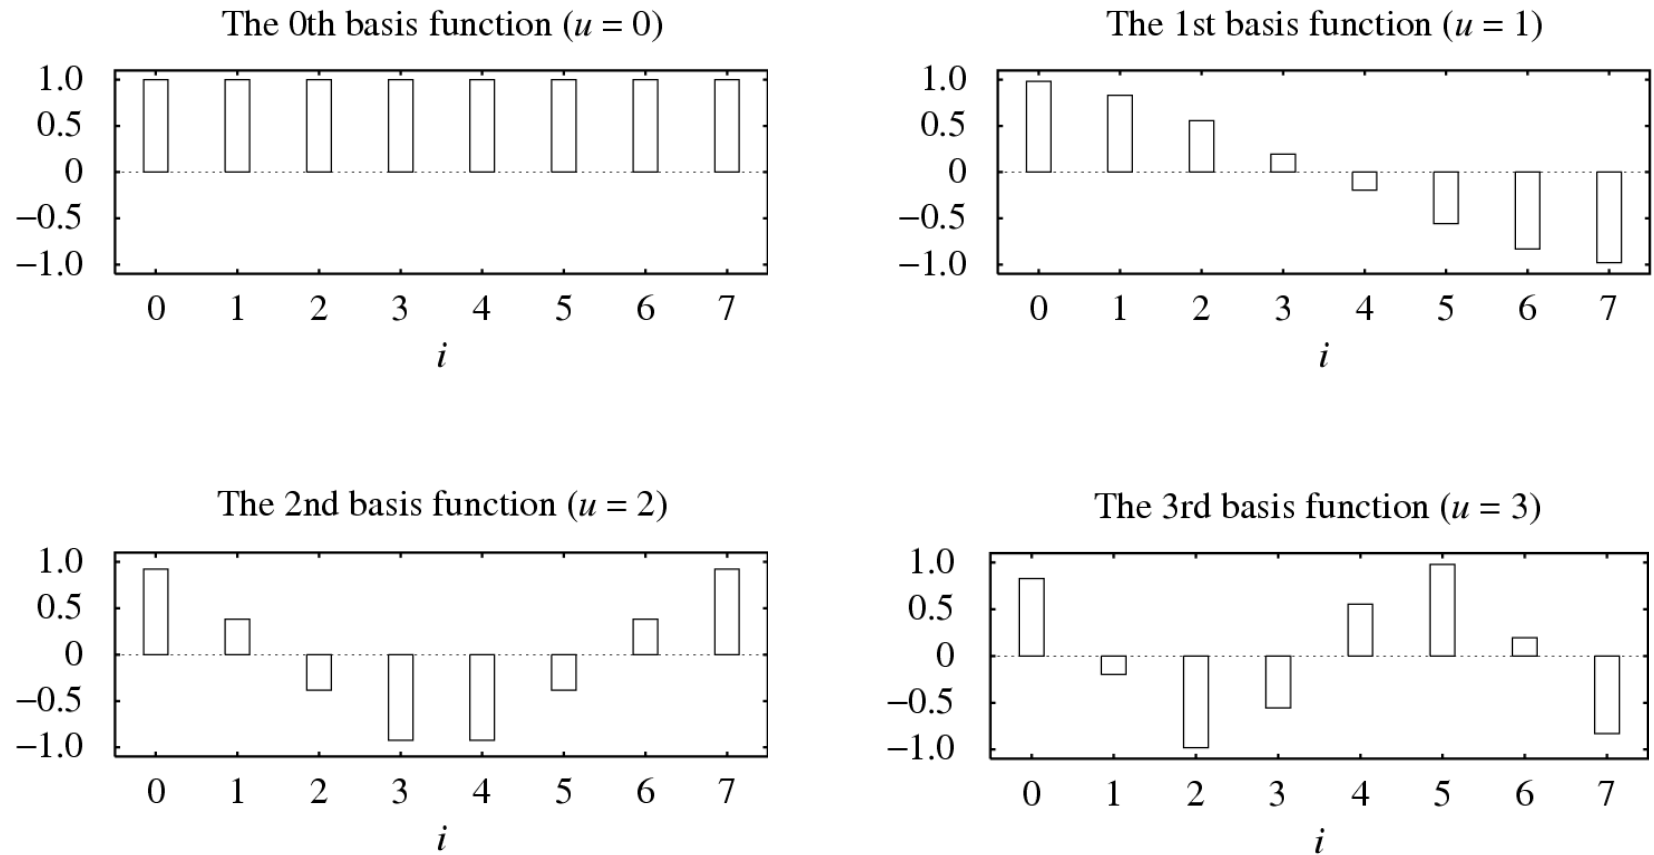 The 0th basis function (u = 0)
1.0
0.5
0
−0.5
−1.0
0 1 2 3 4 5 6 7
i
The 1st basis function (u = 1)
1.0
0.5
0
−0.5
−1.0
0 1 2 3 4 5 6 7
i
The 2nd basis function (u = 2)
1.0
0.5
0
−0.5
−1.0
0 1 2 3 4 5 6 7
i
The 3rd basis function (u = 3)
1.0
0.5
0
−0.5
−1.0
0 1 2 3 4 5 6 7
i